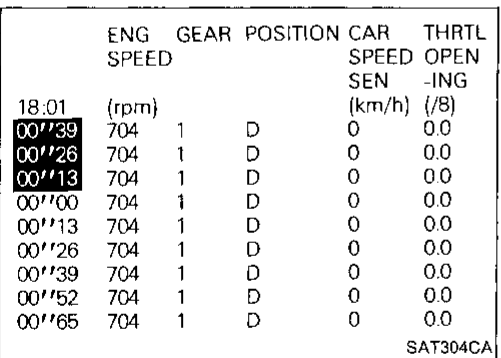 ENG GEAR POSITION CAR THRTL
SPEED SPEED OPEN
SEN -ING
18:01 (rpm) (km/h) (/8)
00''39 704 1 D 0 0.0
00''26 704 1 D 0 0.0
00''13 704 1 D 0 0.0
00''00 704 1 D 0 0.0
00''13 704 1 D 0 0.0
00''26 704 1 D 0 0.0
00''39 704 1 D 0 0.0
00''52 704 1 D 0 0.0
00''65 704 1 D 0 0.0
SAT304CA